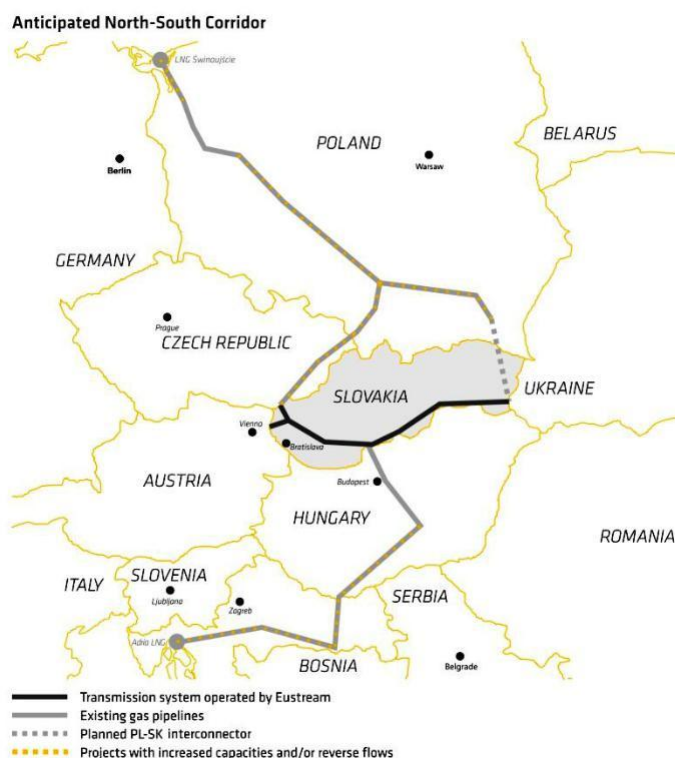 Anticipated North-South Corridor
LNG Świnoujście
BELARUS
POLAND
Berlin
Warsaw
GERMANY
Prague
CZECH REPUBLIC
SLOVAKIA
UKRAINE
Vienna
Bratislava
AUSTRIA
Budapest
HUNGARY
ROMANIA
ITALY
SLOVENIA
Ljubljana
Zagreb
SERBIA
Adria LNG
BOSNIA
Belgrade
Transmission system operated by Eustream
Existing gas pipelines
Planned PL-SK interconnector
Projects with increased capacities and/or reverse flows